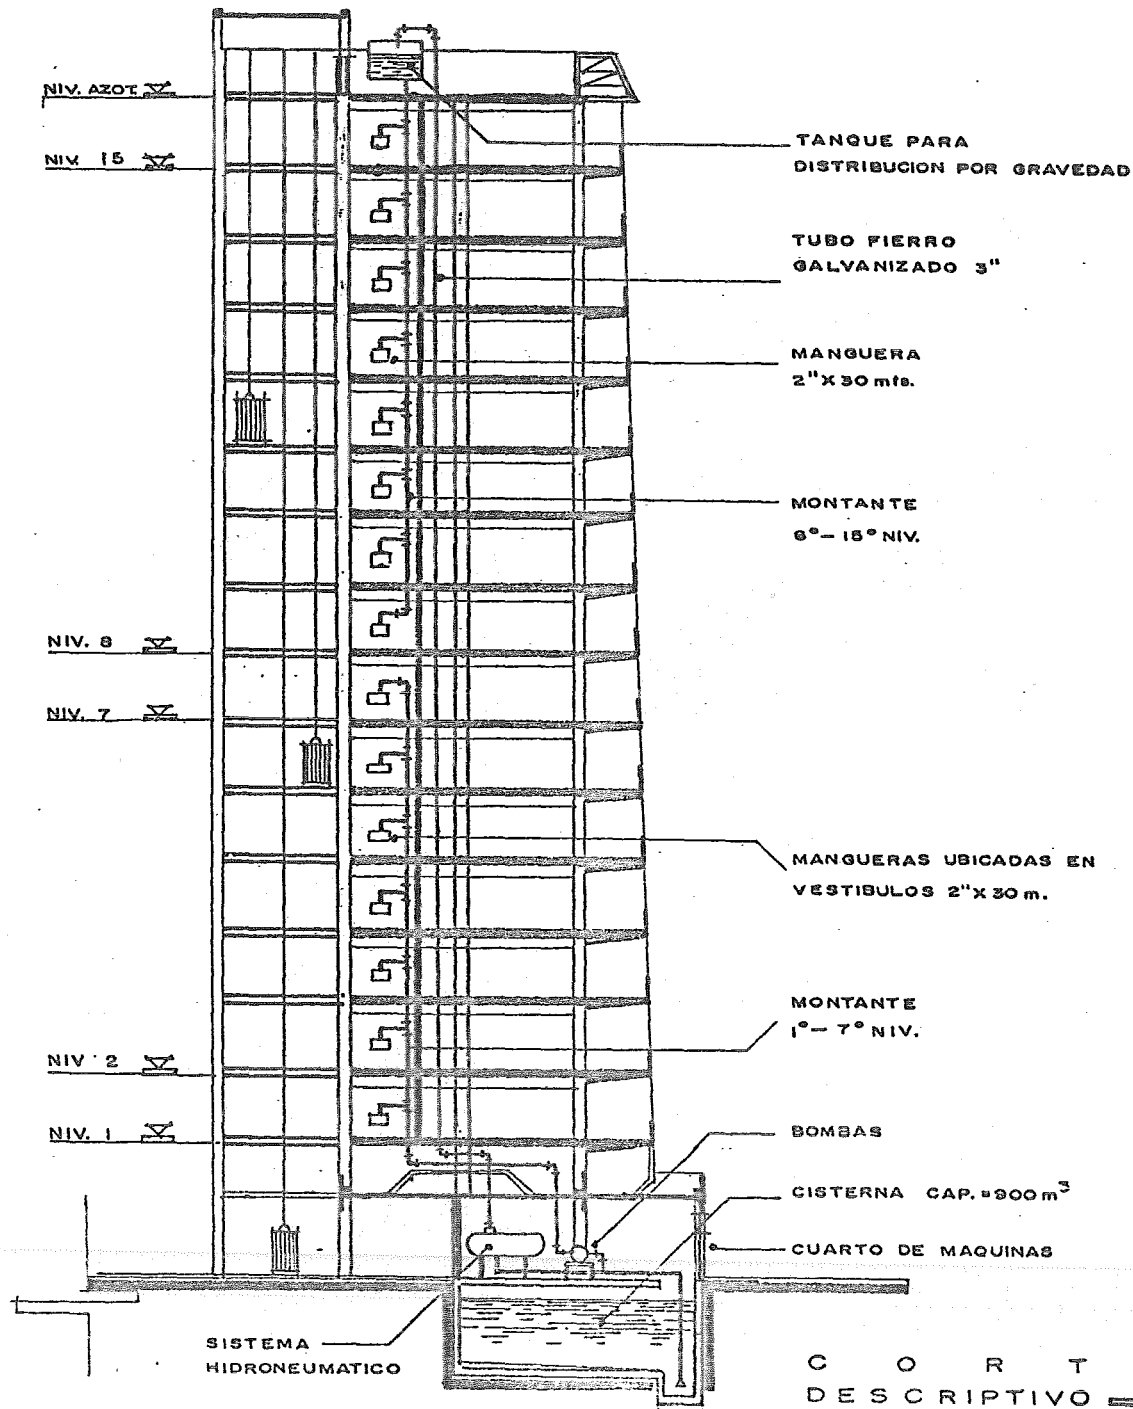 NIV. AZOT.
TANQUE PARA
DISTRIBUCION POR GRAVEDAD
NIV. 15
TUBO FIERRO
GALVANIZADO 3"
MANGUERA
2" X 30 mts.
MONTANTE
8° - 15° NIV.
NIV. 8
NIV. 7
MANGUERAS UBICADAS EN
VESTIBULOS 2" X 30 m.
MONTANTE
1° - 7° NIV.
NIV 2
NIV. 1
BOMBAS
CISTERNA CAP. = 900 m³
CUARTO DE MAQUINAS
SISTEMA
HIDRONEUMATICO
C O R T
DESCRIPTIVO